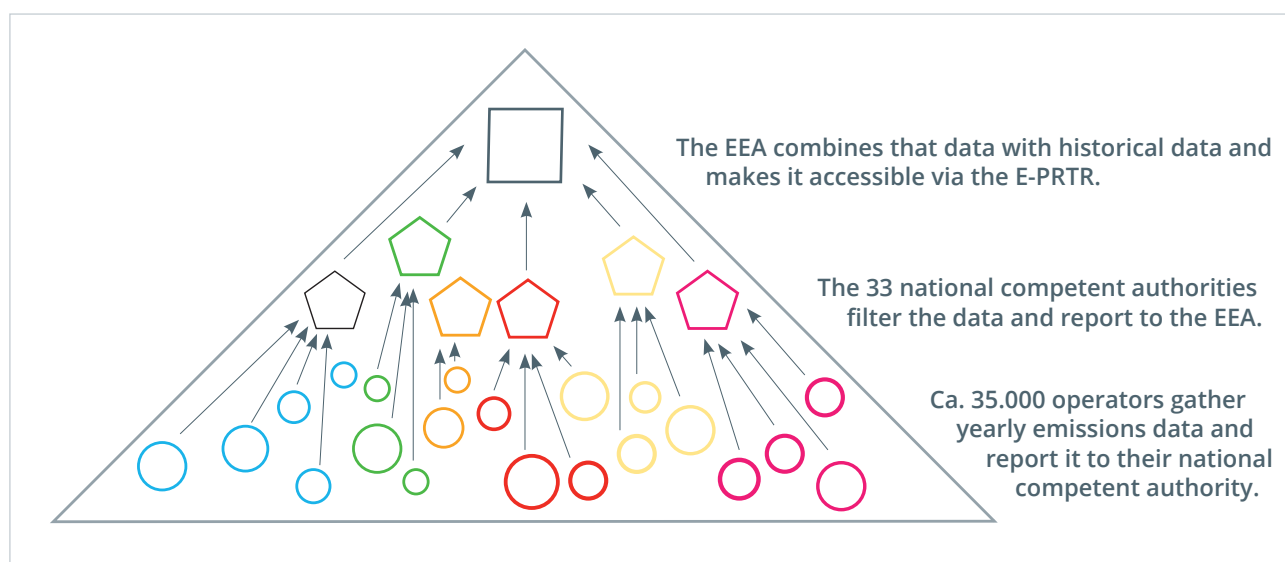 The EEA combines that data with historical data and
makes it accessible via the E-PRTR.
The 33 national competent authorities
filter the data and report to the EEA.
Ca. 35.000 operators gather
yearly emissions data and
report it to their national
competent authority.